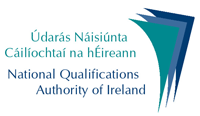 Údarás Náisiúnta
Cáilíochtaí na hÉireann
National Qualifications
Authority of Ireland